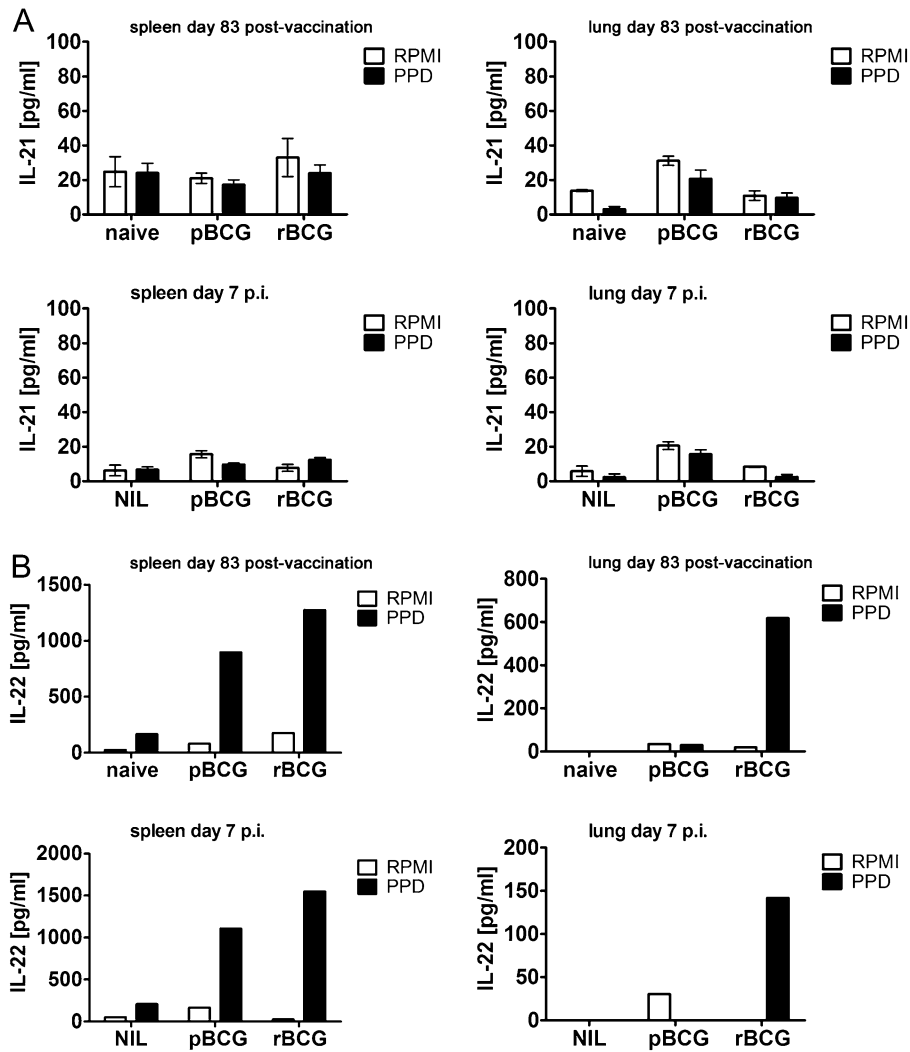 A
spleen day 83 post-vaccination
IL-21 [pg/ml]
100
80
60
40
20
0
naive pBCG rBCG
RPMI
PPD
lung day 83 post-vaccination
IL-21 [pg/ml]
100
80
60
40
20
0
naive pBCG rBCG
RPMI
PPD
spleen day 7 p.i.
IL-21 [pg/ml]
100
80
60
40
20
0
NIL pBCG rBCG
RPMI
PPD
lung day 7 p.i.
IL-21 [pg/ml]
100
80
60
40
20
0
NIL pBCG rBCG
RPMI
PPD
B
spleen day 83 post-vaccination
IL-22 [pg/ml]
1500
1000
500
0
naive pBCG rBCG
RPMI
PPD
lung day 83 post-vaccination
IL-22 [pg/ml]
800
600
400
200
0
naive pBCG rBCG
RPMI
PPD
spleen day 7 p.i.
IL-22 [pg/ml]
2000
1500
1000
500
0
NIL pBCG rBCG
RPMI
PPD
lung day 7 p.i.
IL-22 [pg/ml]
200
150
100
50
0
NIL pBCG rBCG
RPMI
PPD